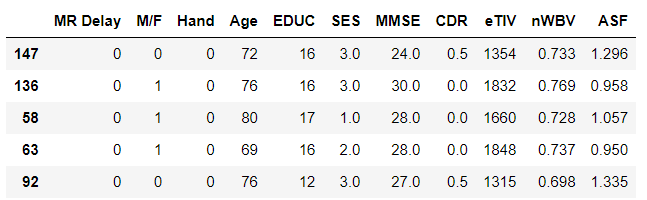 MR Delay M/F Hand Age EDUC SES MMSE CDR eTIV nWBV ASF
147 0 0 0 72 16 3.0 24.0 0.5 1354 0.733 1.296
136 0 1 0 76 16 3.0 30.0 0.0 1832 0.769 0.958
58 0 1 0 80 17 1.0 28.0 0.0 1660 0.728 1.057
63 0 1 0 69 16 2.0 28.0 0.0 1848 0.737 0.950
92 0 0 0 76 12 3.0 27.0 0.5 1315 0.698 1.335